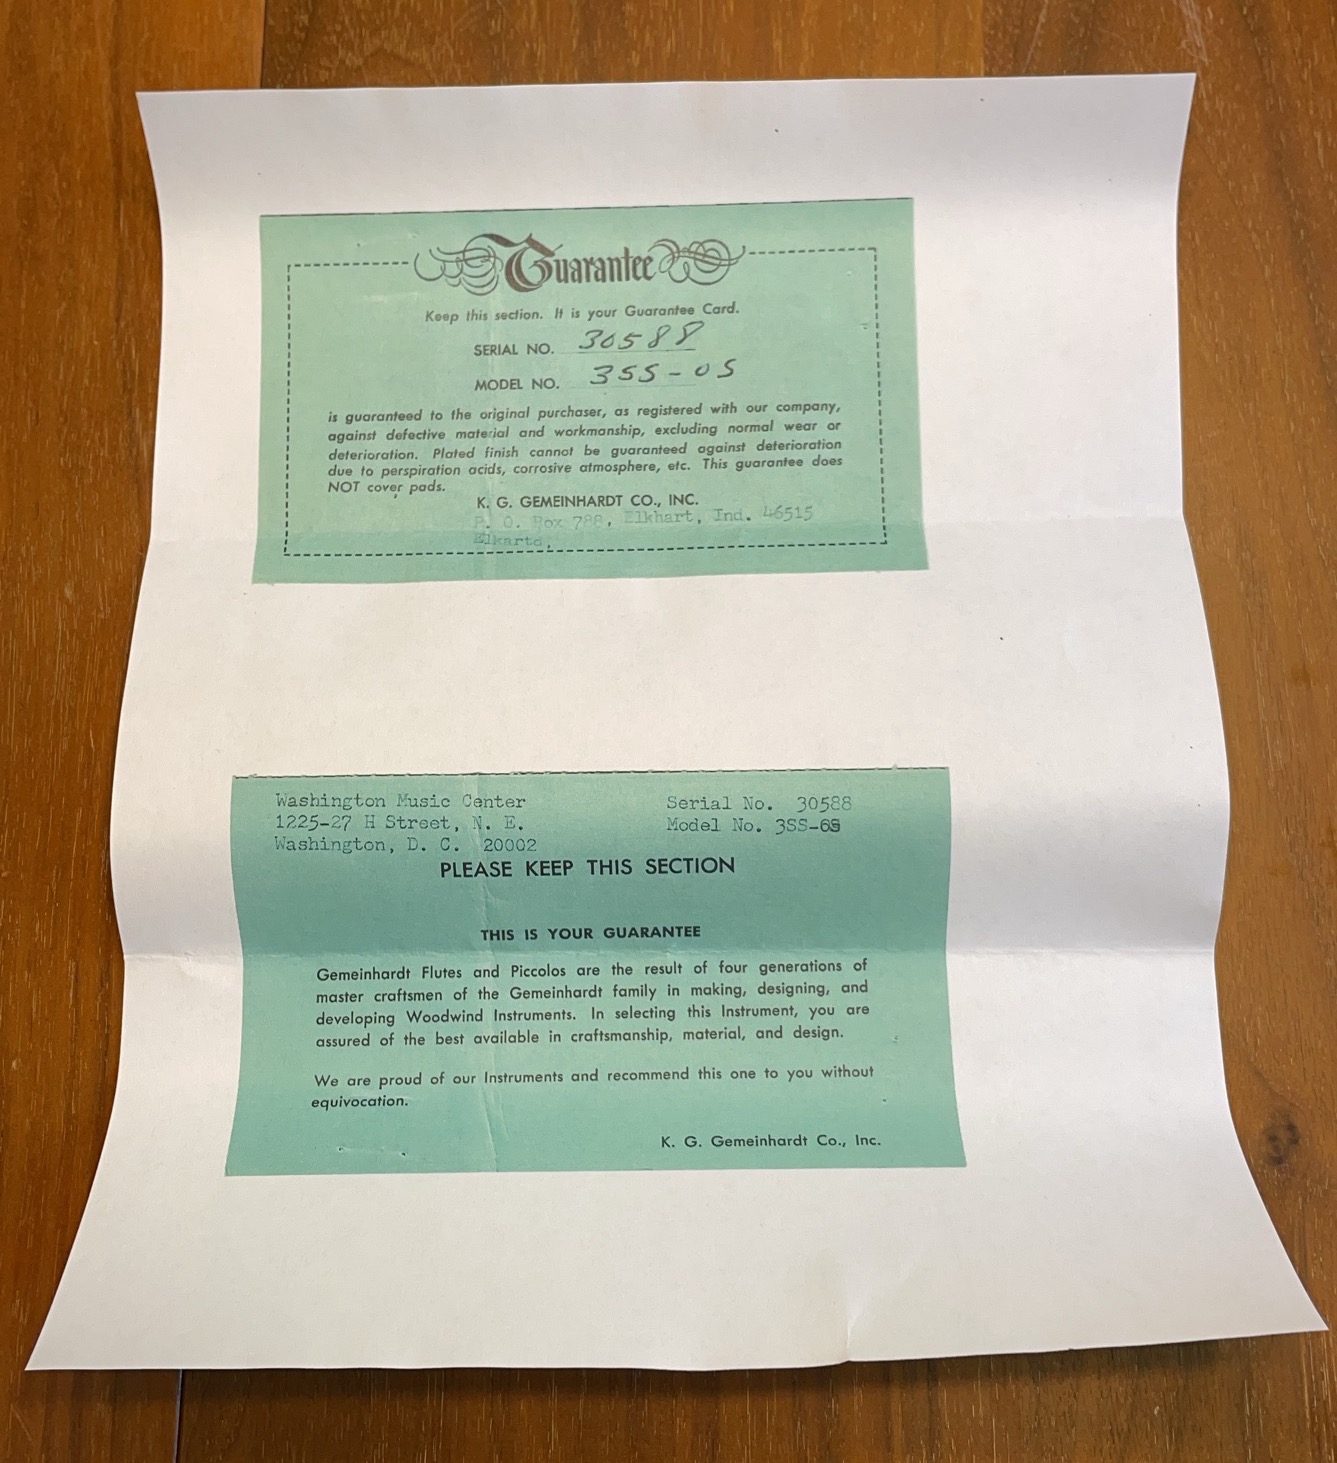 Guarantee
Keep this section. It is your Guarantee Card.
SERIAL NO. 30588
MODEL NO. 3SS-0S
is guaranteed to the original purchaser, as registered with our company,
against defective material and workmanship, excluding normal wear or
deterioration. Plated finish cannot be guaranteed against deterioration
due to perspiration acids, corrosive atmosphere, etc. This guarantee does
NOT cover pads.
K. G. GEMEINHARDT CO., INC.
P. O. Box 788, Elkhart, Ind. 46515
Washington Music Center Serial No. 30588
1225-27 H Street, N. E. Model No.
Washington, D. C. 20002
PLEASE KEEP THIS SECTION
THIS IS YOUR GUARANTEE
Gemeinhardt Flutes and Piccolos are the result of four generations of
master craftsmen of the Gemeinhardt family in making, designing, and
developing Woodwind Instruments. In selecting this Instrument, you are
assured of the best available in craftsmanship, material, and design.
We are proud of our Instruments and recommend this one to you without
equivocation.
K. G. Gemeinhardt Co., Inc.